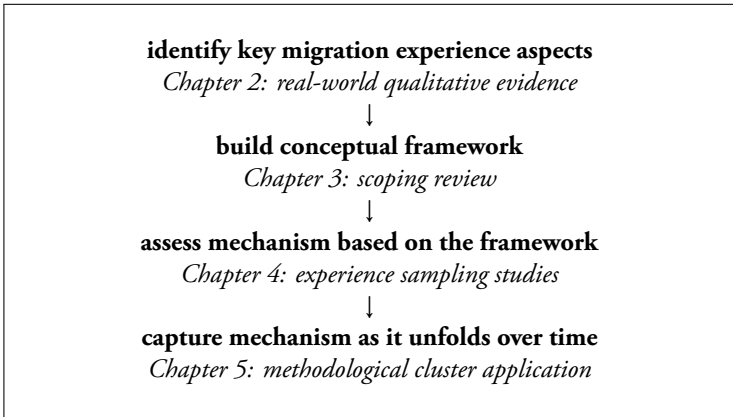 identify key migration experience aspects
Chapter 2: real-world qualitative evidence
↓
build conceptual framework
Chapter 3: scoping review
↓
assess mechanism based on the framework
Chapter 4: experience sampling studies
↓
capture mechanism as it unfolds over time
Chapter 5: methodological cluster application